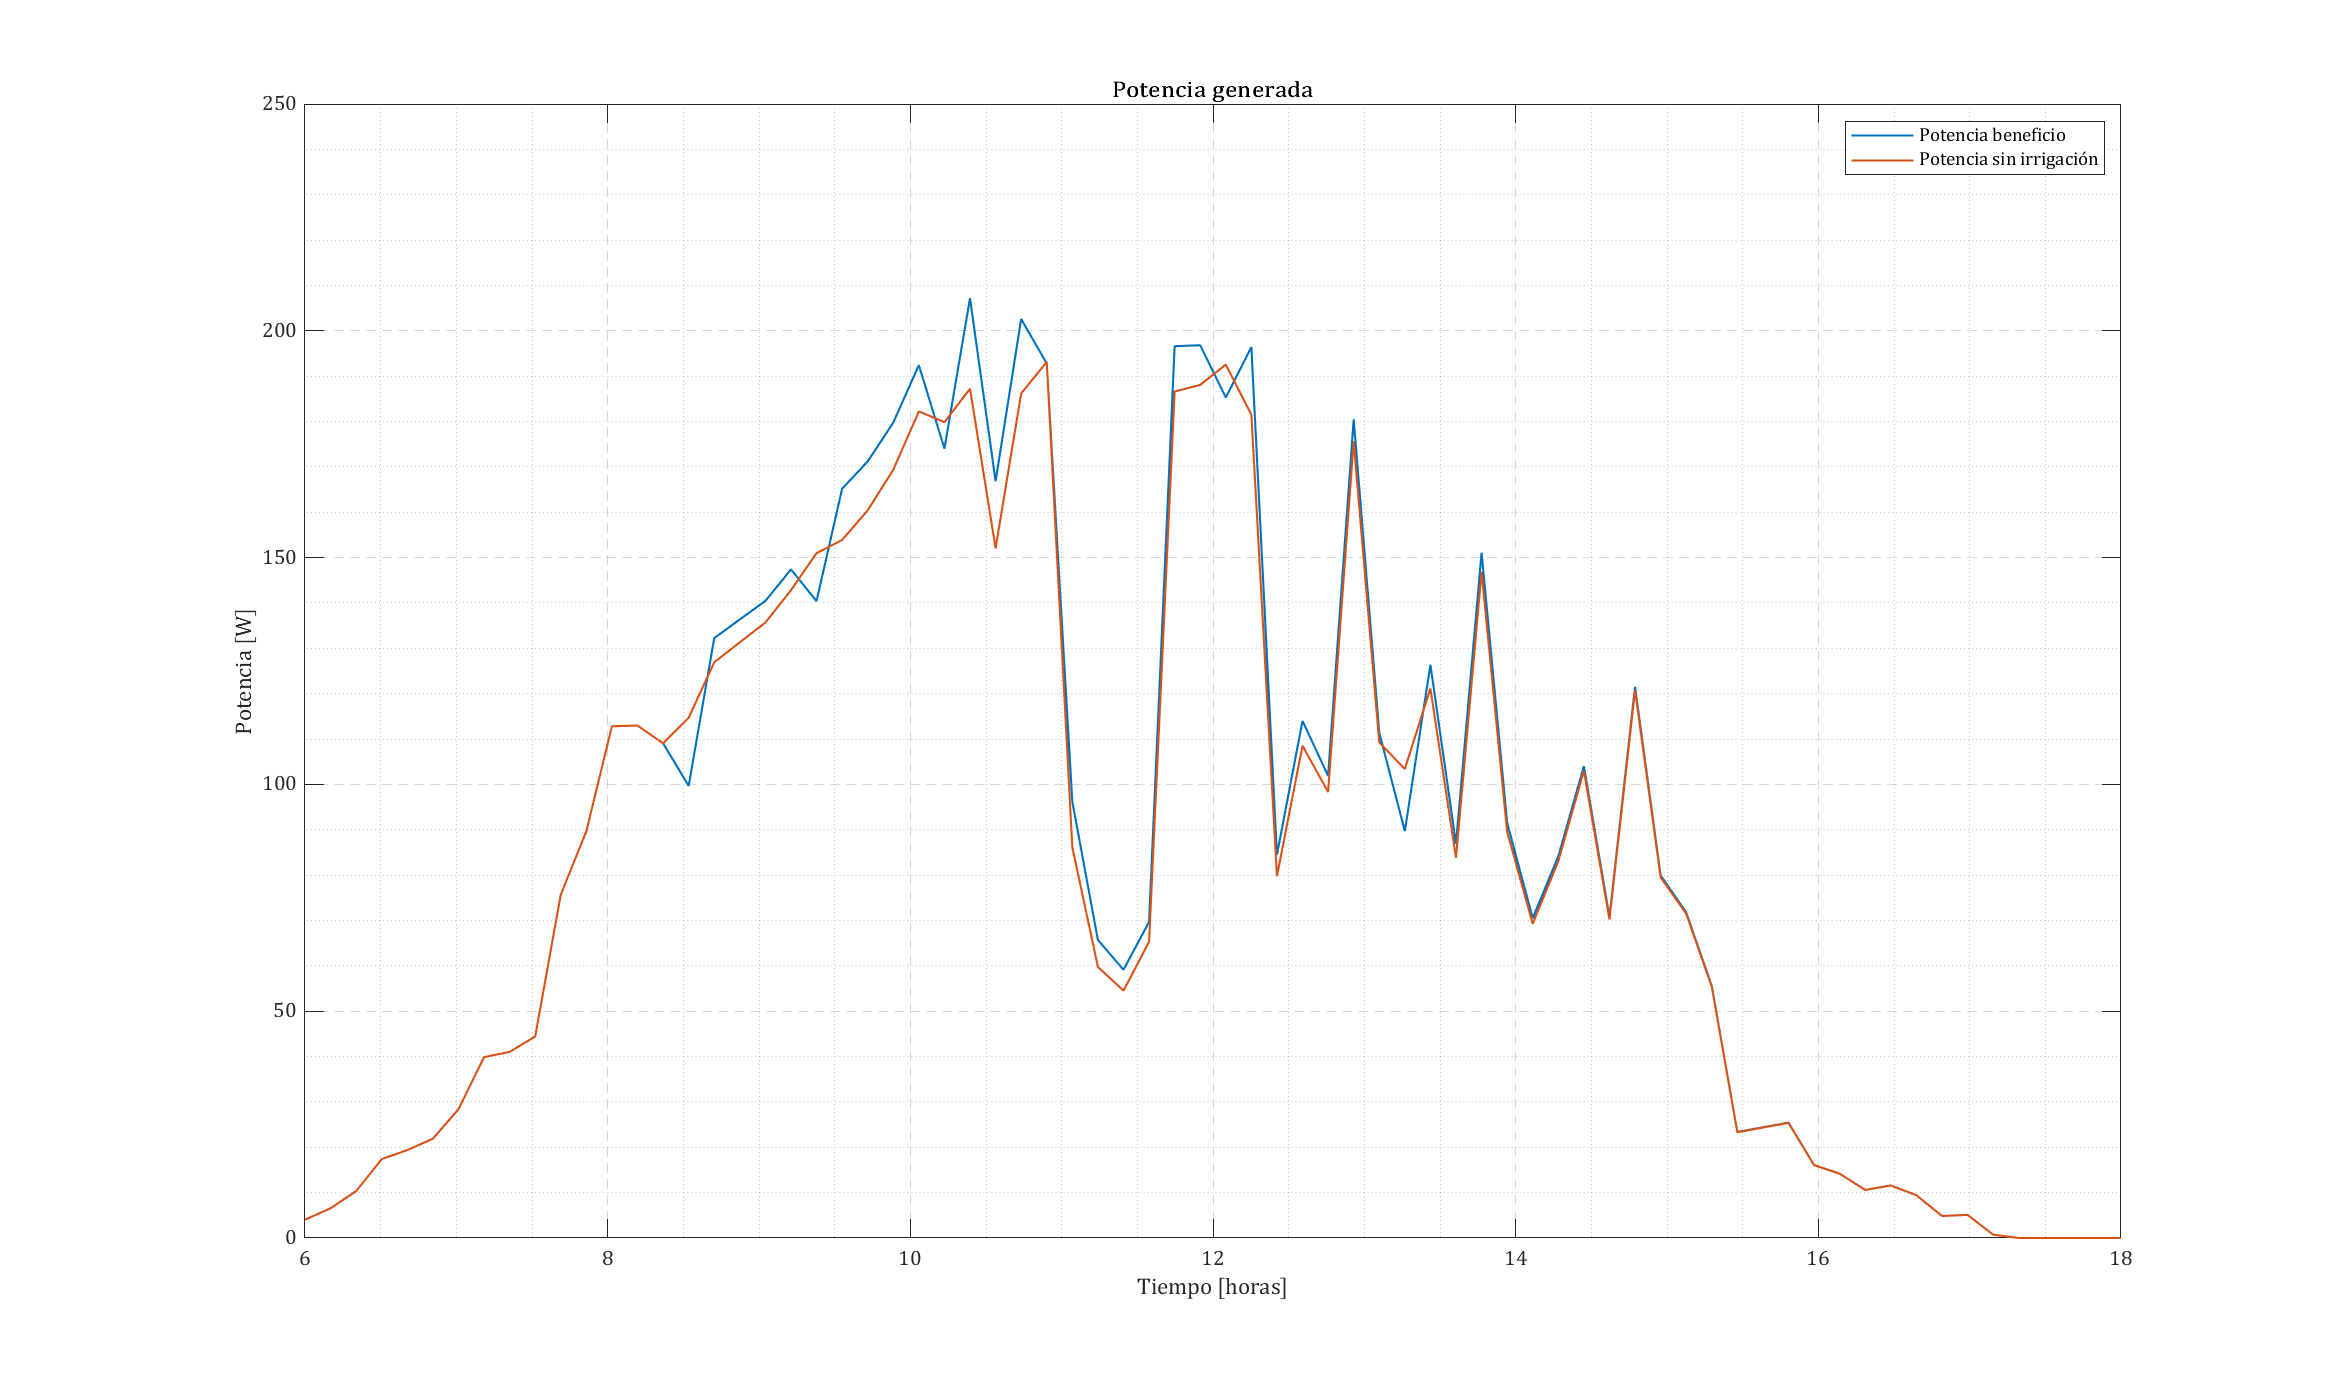 Potencia generada
250
Potencia beneficio
Potencia sin irrigación
200
150
100
50
0
Potencia [W]
6 8 10 12 14 16 18
Tiempo [horas]